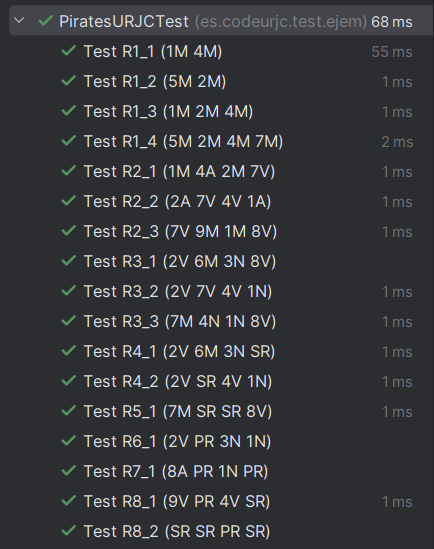 PiratesURJCTest (es.codeurjc.test.ejem) 68 ms
Test R1_1 (1M 4M) 55 ms
Test R1_2 (5M 2M) 1 ms
Test R1_3 (1M 2M 4M) 1 ms
Test R1_4 (5M 2M 4M 7M) 2 ms
Test R2_1 (1M 4A 2M 7V) 1 ms
Test R2_2 (2A 7V 4V 1A) 1 ms
Test R2_3 (7V 9M 1M 8V) 1 ms
Test R3_1 (2V 6M 3N 8V)
Test R3_2 (2V 7V 4V 1N) 1 ms
Test R3_3 (7M 4N 1N 8V) 1 ms
Test R4_1 (2V 6M 3N SR) 1 ms
Test R4_2 (2V SR 4V 1N) 1 ms
Test R5_1 (7M SR SR 8V) 1 ms
Test R6_1 (2V PR 3N 1N)
Test R7_1 (8A PR 1N PR)
Test R8_1 (9V PR 4V SR) 1 ms
Test R8_2 (SR SR PR SR)